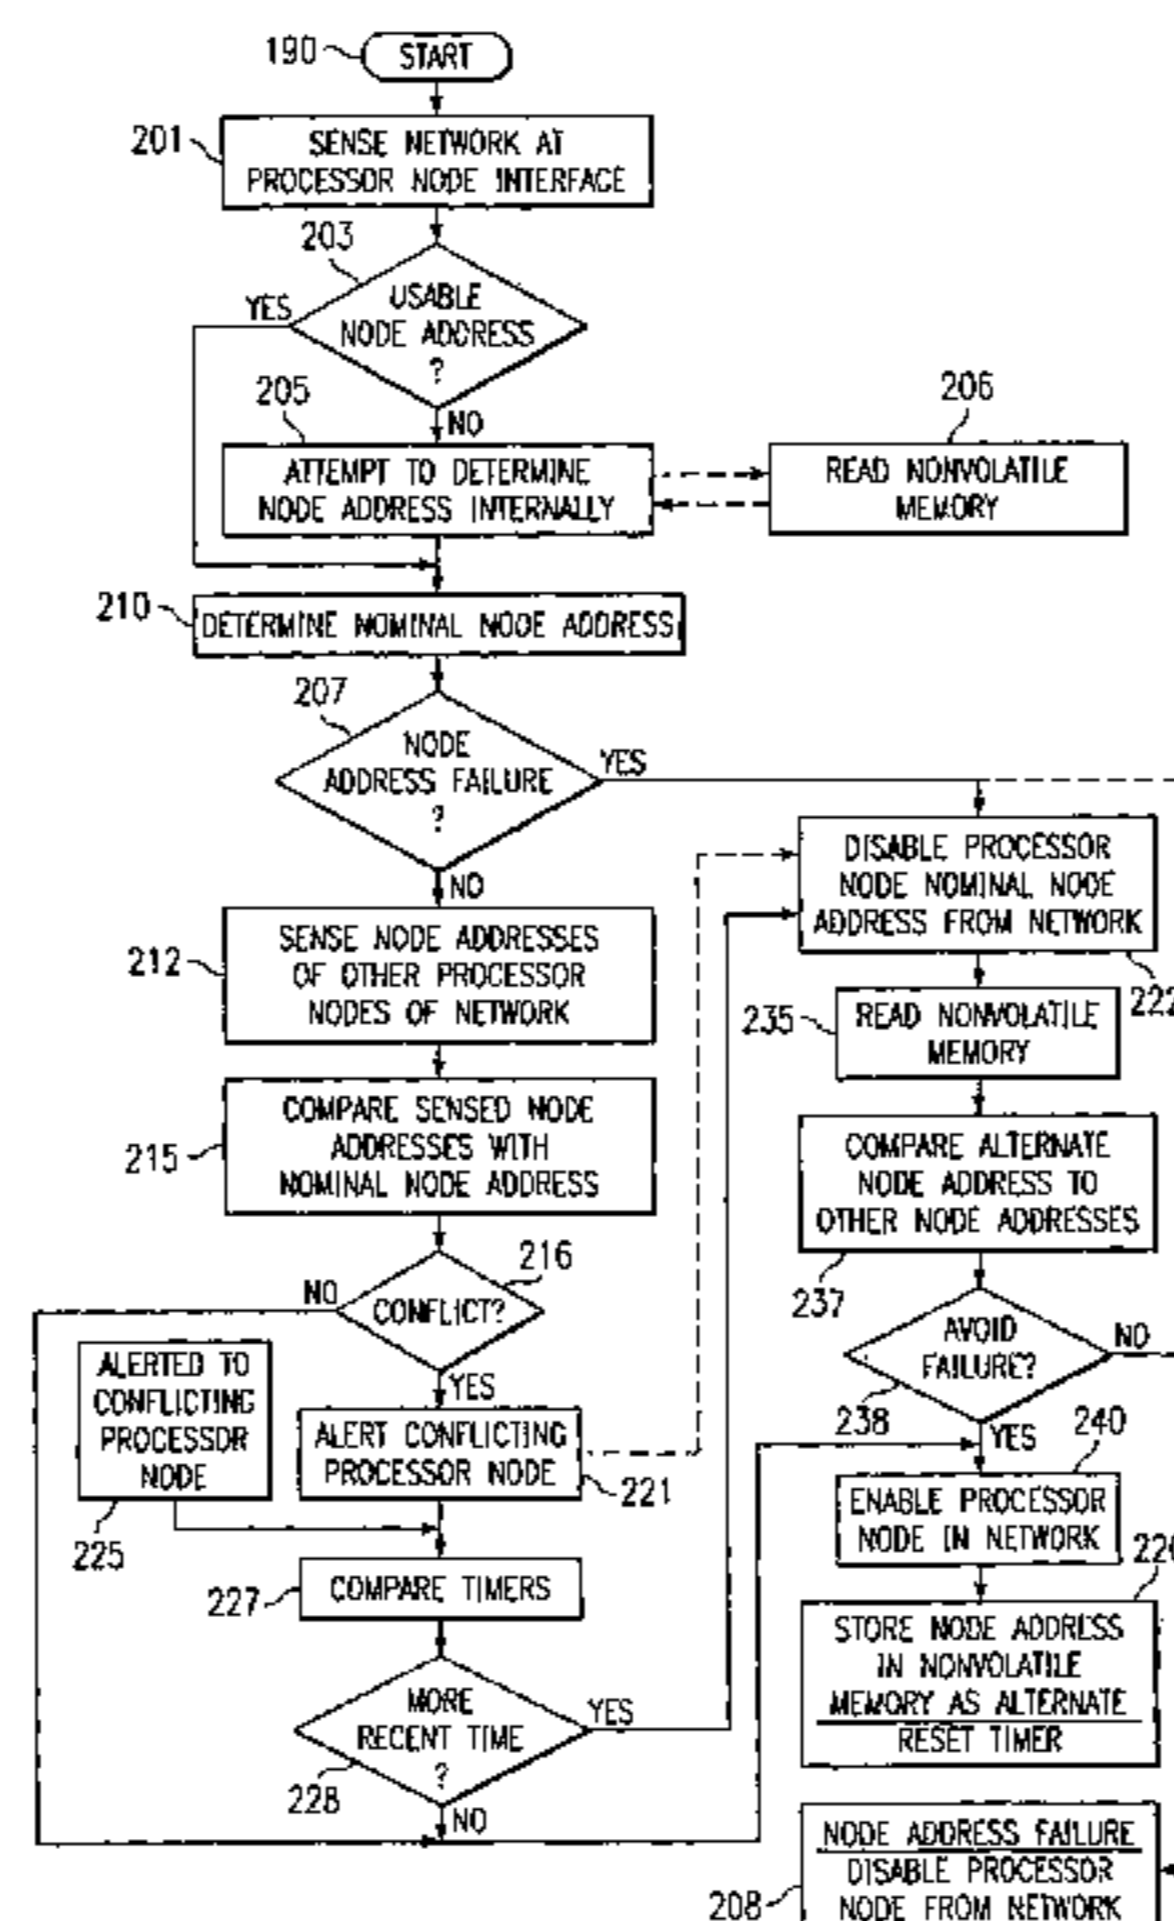 190
START
201
SENSE NETWORK AT
PROCESSOR NODE INTERFACE
203
USABLE
NODE ADDRESS
?
YES
NO
205
ATTEMPT TO DETERMINE
NODE ADDRESS INTERNALLY
206
READ NONVOLATILE
MEMORY
210
DETERMINE NOMINAL NODE ADDRESS
207
NODE
ADDRESS FAILURE
?
YES
NO
212
SENSE NODE ADDRESSES
OF OTHER PROCESSOR
NODES OF NETWORK
215
COMPARE SENSED NODE
ADDRESSES WITH
NOMINAL NODE ADDRESS
216
CONFLICT?
NO
YES
ALERTED TO
CONFLICTING
PROCESSOR
NODE
225
ALERT CONFLICTING
PROCESSOR NODE
221
227
COMPARE TIMERS
MORE
RECENT TIME
?
228
YES
NO
DISABLE PROCESSOR
NODE NOMINAL NODE
ADDRESS FROM NETWORK
222
235
READ NONVOLATILE
MEMORY
COMPARE ALTERNATE
NODE ADDRESS TO
OTHER NODE ADDRESSES
237
AVOID
FAILURE?
NO
238
YES
240
ENABLE PROCESSOR
NODE IN NETWORK
STORE NODE ADDRESS
IN NONVOLATILE
MEMORY AS ALTERNATE
RESET TIMER
NODE ADDRESS FAILURE
DISABLE PROCESSOR
NODE FROM NETWORK
208